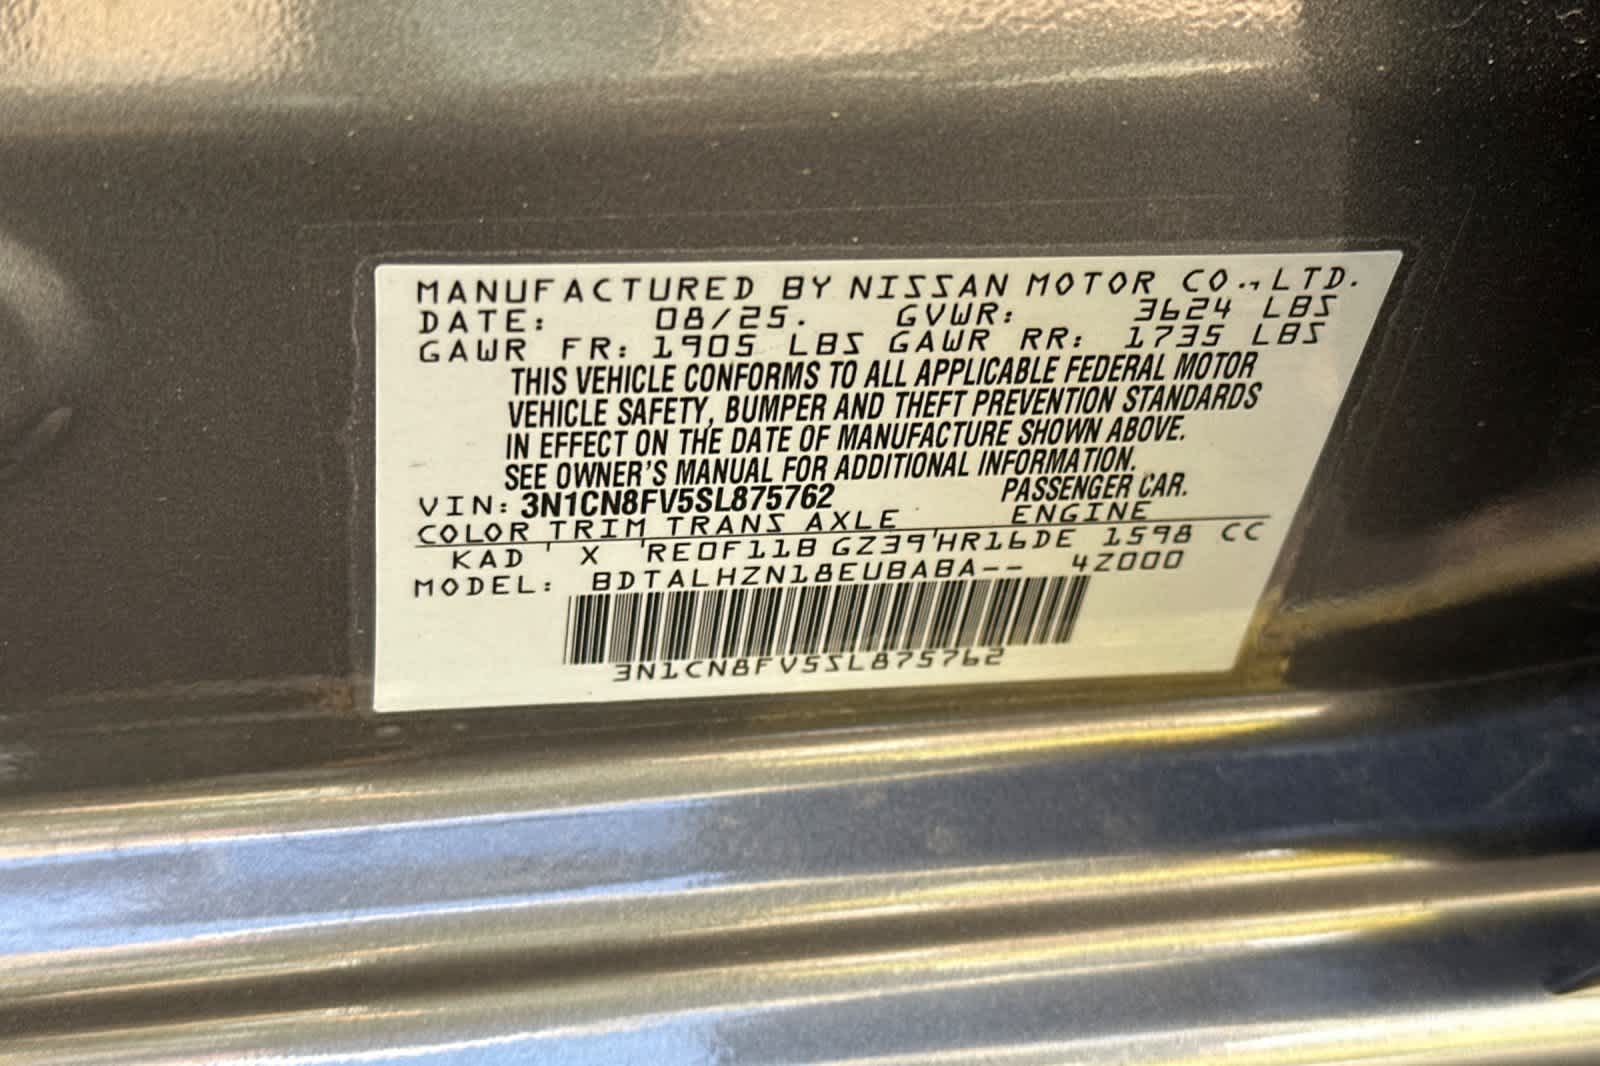 MANUFACTURED BY NISSAN MOTOR CO., LTD.
DATE: 08/25. GVWR: 3624 LBS
GAWR FR: 1905 LBS GAWR RR: 1735 LBS
THIS VEHICLE CONFORMS TO ALL APPLICABLE FEDERAL MOTOR
VEHICLE SAFETY, BUMPER AND THEFT PREVENTION STANDARDS
IN EFFECT ON THE DATE OF MANUFACTURE SHOWN ABOVE.
SEE OWNER'S MANUAL FOR ADDITIONAL INFORMATION.
VIN: 3N1CN8FV5SL875762 PASSENGER CAR.
COLOR TRIM TRANS AXLE ENGINE
KAD X RE0F11B GZ39 HR16DE 1598 CC
MODEL: BDTALHZN18EUBABA-- 4Z000
3N1CN8FV5SL875762